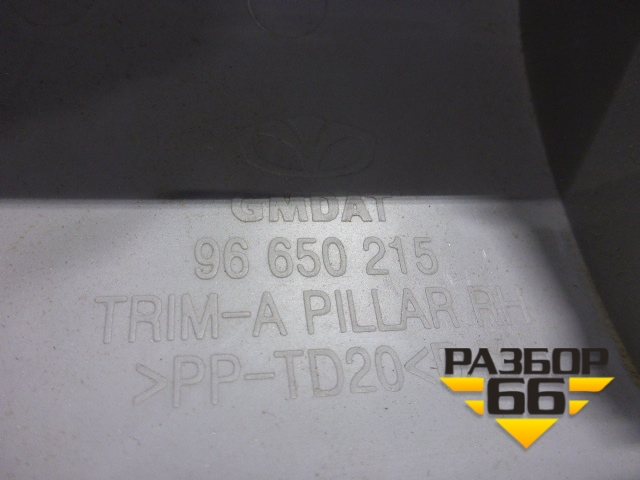 GMDAT
96 650 215
TRIM-A PILLAR RH
>PP-TD20<
РАЗБОР
66